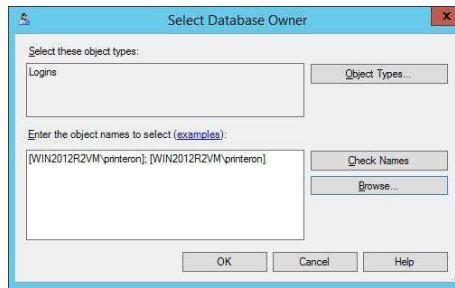 Select Database Owner
x
Select these object types:
Logins
Object Types...
Enter the object names to select (examples):
[WIN2012R2VM\printeron]; [WIN2012R2VM\printeron]
Check Names
Browse...
OK
Cancel
Help